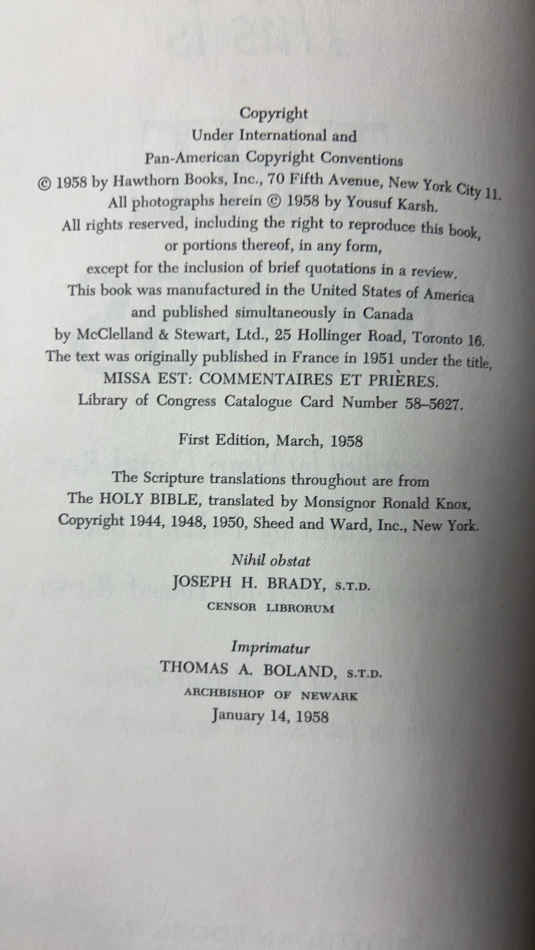 Copyright
Under International and
Pan-American Copyright Conventions
© 1958 by Hawthorn Books, Inc., 70 Fifth Avenue, New York City 11.
All photographs herein © 1958 by Yousuf Karsh.
All rights reserved, including the right to reproduce this book,
or portions thereof, in any form,
except for the inclusion of brief quotations in a review.
This book was manufactured in the United States of America
and published simultaneously in Canada
by McClelland & Stewart, Ltd., 25 Hollinger Road, Toronto 16.
The text was originally published in France in 1951 under the title,
MISSA EST: COMMENTAIRES ET PRIÈRES.
Library of Congress Catalogue Card Number 58–5627.
First Edition, March, 1958
The Scripture translations throughout are from
The HOLY BIBLE, translated by Monsignor Ronald Knox,
Copyright 1944, 1948, 1950, Sheed and Ward, Inc., New York.
Nihil obstat
JOSEPH H. BRADY, S.T.D.
CENSOR LIBRORUM
Imprimatur
THOMAS A. BOLAND, S.T.D.
ARCHBISHOP OF NEWARK
January 14, 1958